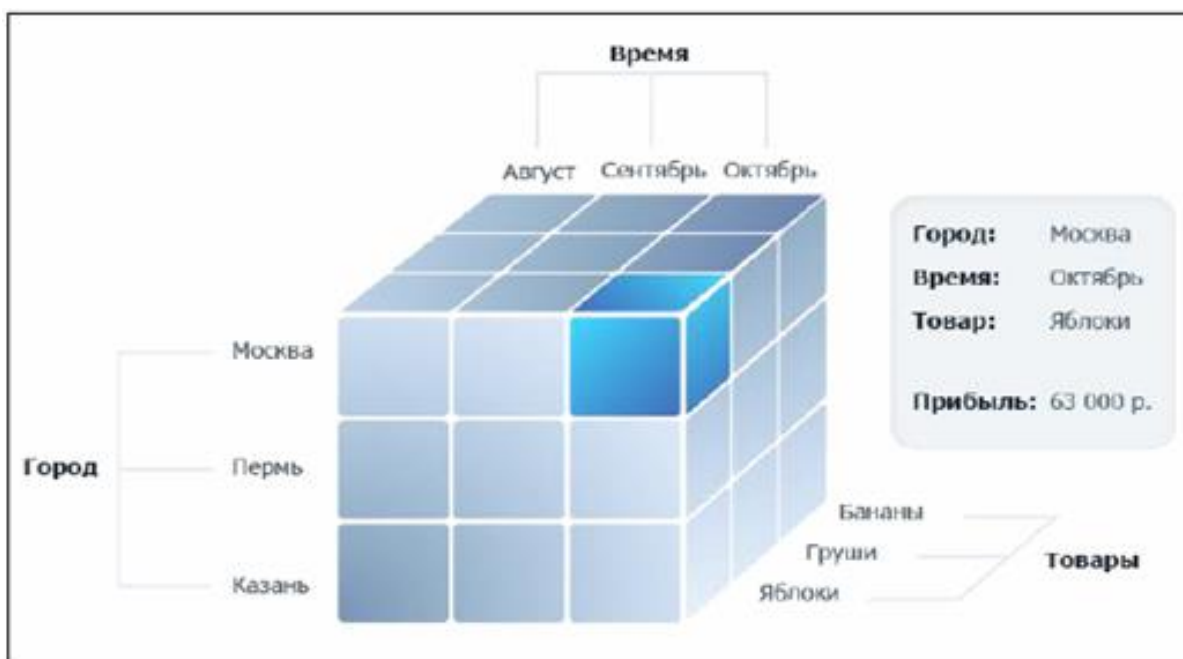 Время
Август Сентябрь Октябрь
Город: Москва
Время: Октябрь
Товар: Яблоки
Прибыль: 63 000 р.
Москва
Город
Пермь
Казань
Бананы
Груши
Товары
Яблоки